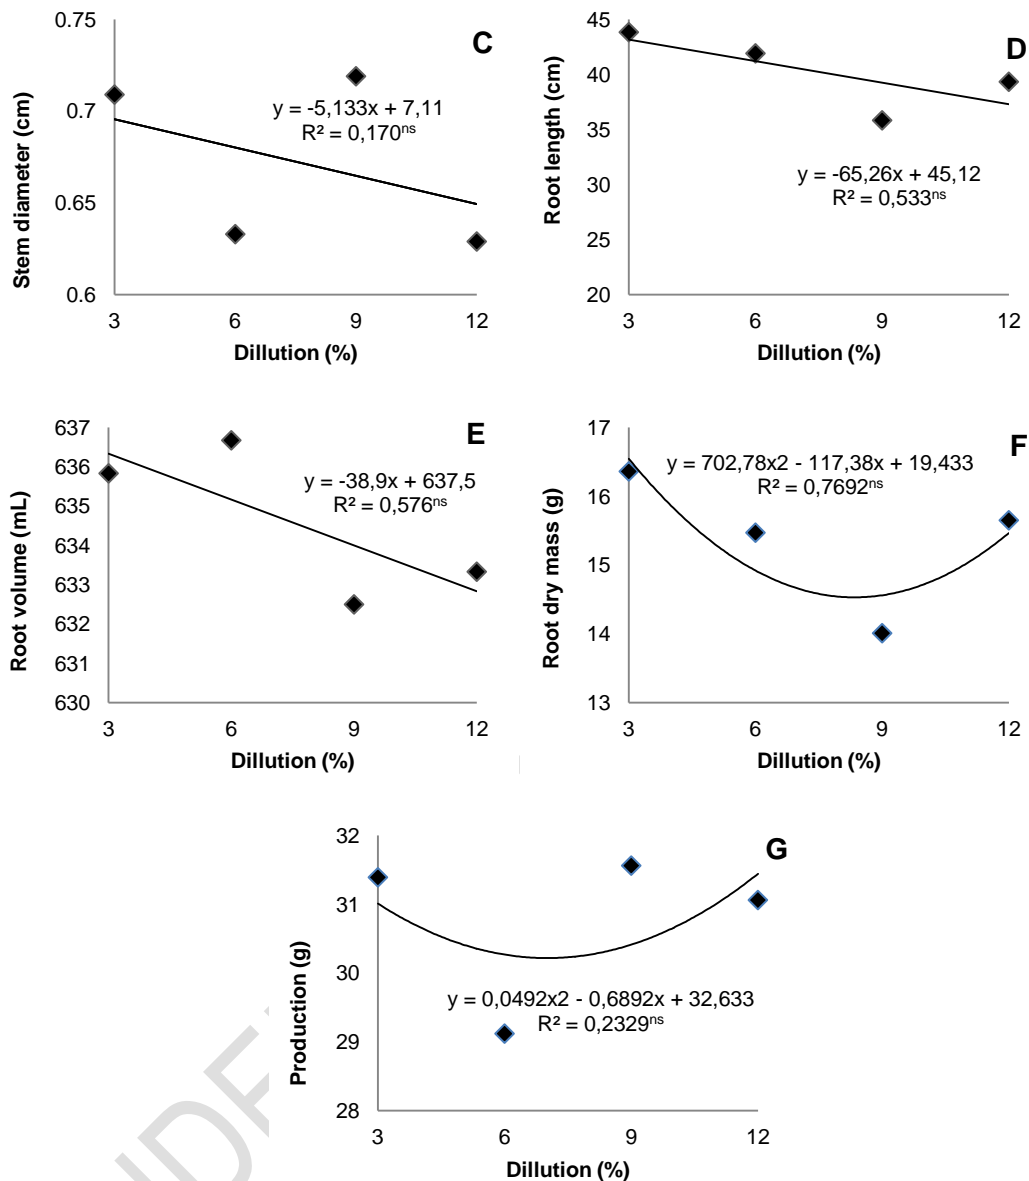 C
0.75
0.7
0.65
0.6
Stem diameter (cm)
y = -5,133x + 7,11
R² = 0,170ns
3 6 9 12
Dillution (%)
D
45
40
35
30
25
20
Root length (cm)
y = -65,26x + 45,12
R² = 0,533ns
3 6 9 12
Dillution (%)
E
637
636
635
634
633
632
631
630
Root volume (mL)
y = -38,9x + 637,5
R² = 0,576ns
3 6 9 12
Dillution (%)
F
17
16
15
14
13
Root dry mass (g)
y = 702,78x2 - 117,38x + 19,433
R² = 0,7692ns
3 6 9 12
Dillution (%)
G
32
31
30
29
28
Production (g)
y = 0,0492x2 - 0,6892x + 32,633
R² = 0,2329ns
3 6 9 12
Dillution (%)